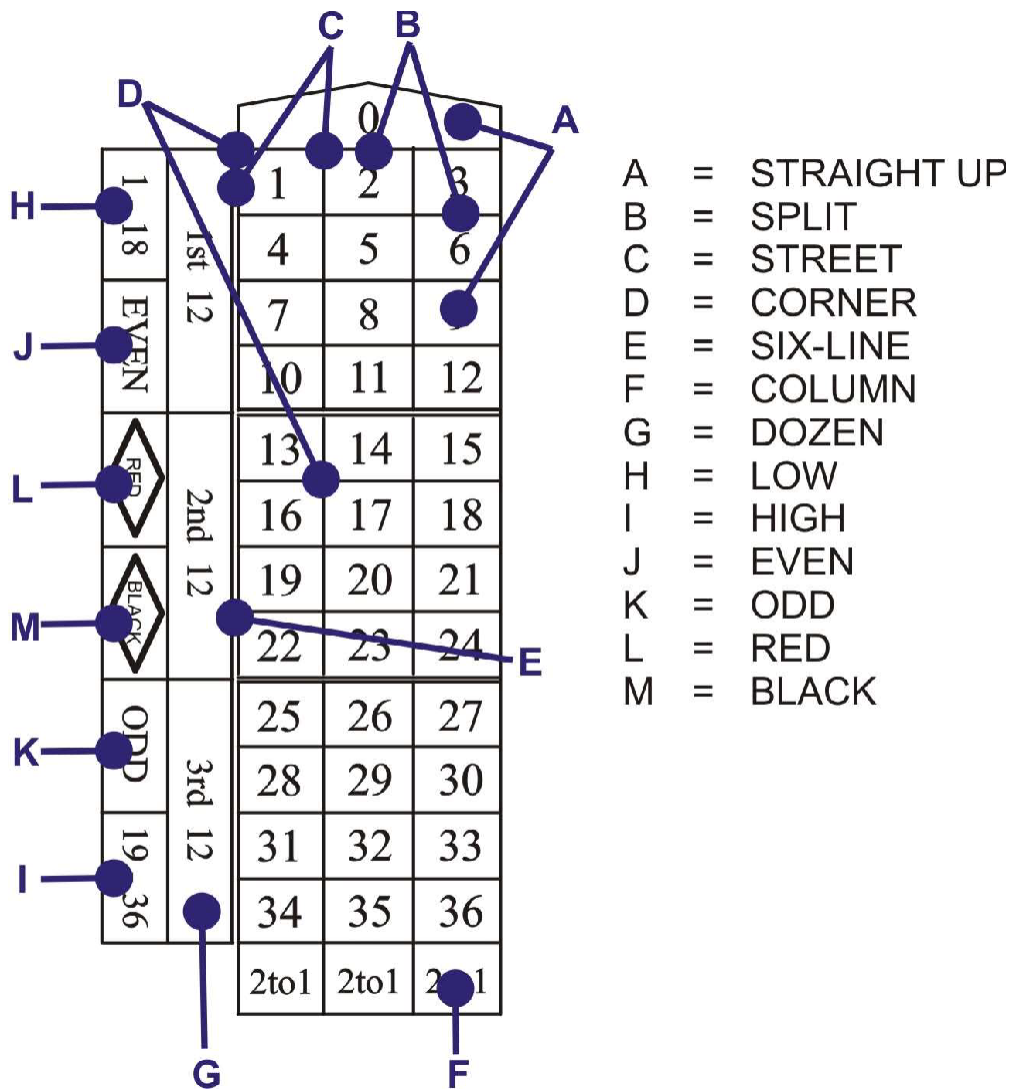 C B
D
A
0
H 1 18 1st 12 1 2 3
4 5 6
J EVEN 7 8
10 11 12
L RED 2nd 12 13 14 15
16 17 18
M BLACK 19 20 21
22 23 24 E
K ODD 3rd 12 25 26 27
28 29 30
I 19 36 31 32 33
34 35 36
2to1 2to1 2to1
G F
A = STRAIGHT UP
B = SPLIT
C = STREET
D = CORNER
E = SIX-LINE
F = COLUMN
G = DOZEN
H = LOW
I = HIGH
J = EVEN
K = ODD
L = RED
M = BLACK